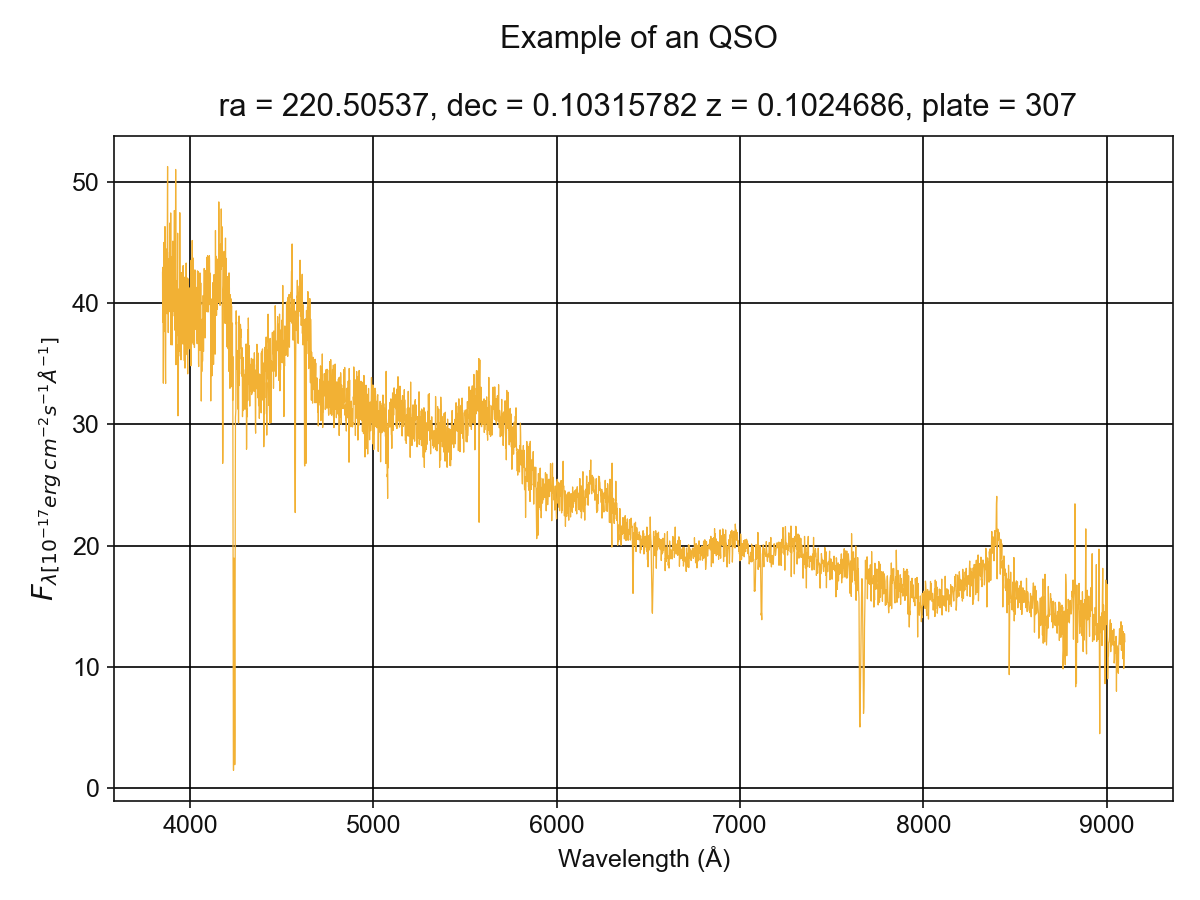 Example of an QSO
ra = 220.50537, dec = 0.10315782 z = 0.1024686, plate = 307
50
40
30
20
10
0
F_{λ[10^{−17}erg cm^{−2}s^{−1}Å^{−1}]}
4000 5000 6000 7000 8000 9000
Wavelength (Å)